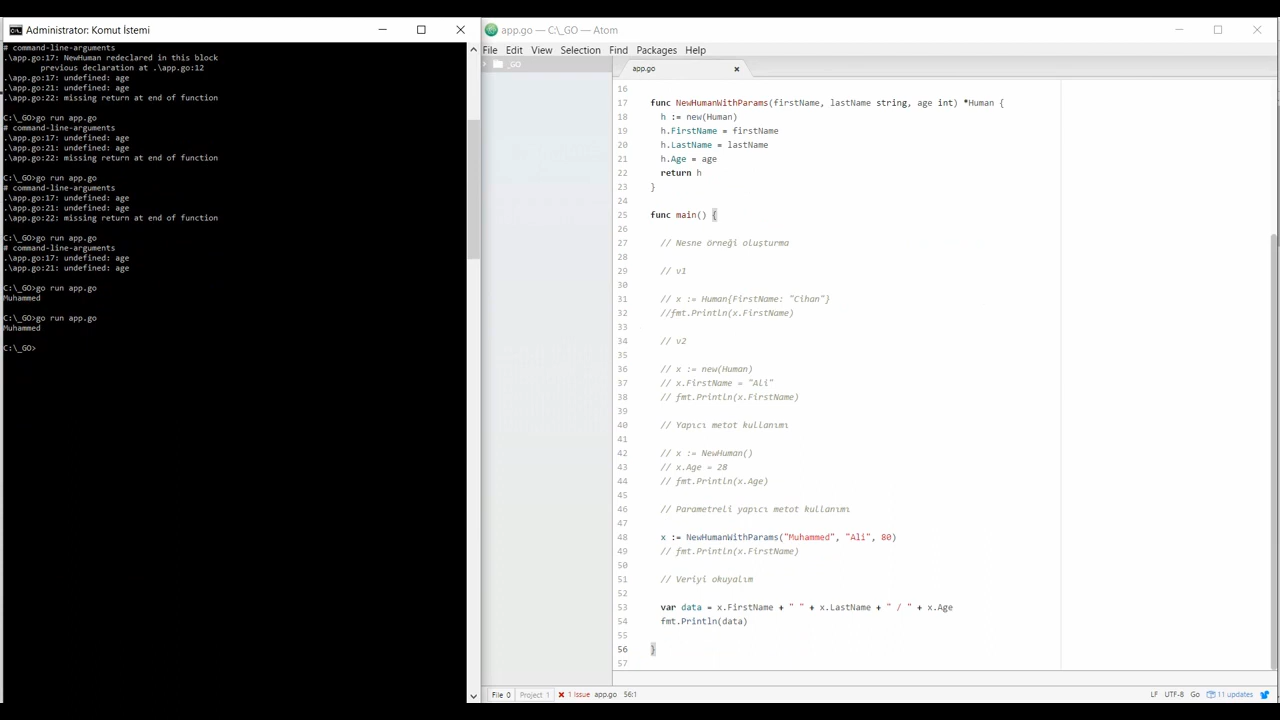 Administrator: Komut İstemi
# command-line-arguments
.\app.go:17: NewHuman redeclared in this block
previous declaration at .\app.go:12
.\app.go:17: undefined: age
.\app.go:21: undefined: age
.\app.go:22: missing return at end of function
C:\_GO>go run app.go
# command-line-arguments
.\app.go:17: undefined: age
.\app.go:21: undefined: age
.\app.go:22: missing return at end of function
C:\_GO>go run app.go
# command-line-arguments
.\app.go:17: undefined: age
.\app.go:21: undefined: age
.\app.go:22: missing return at end of function
C:\_GO>go run app.go
# command-line-arguments
.\app.go:17: undefined: age
.\app.go:21: undefined: age
C:\_GO>go run app.go
Muhammed
C:\_GO>go run app.go
Muhammed
C:\_GO>
app.go — C:\_GO — Atom
File Edit View Selection Find Packages Help
_GO
app.go
16
17 func NewHumanWithParams(firstName, lastName string, age int) *Human {
18 h := new(Human)
19 h.FirstName = firstName
20 h.LastName = lastName
21 h.Age = age
22 return h
23 }
24
25 func main() {
26
27 // Nesne örneği oluşturma
28
29 // v1
30
31 // x := Human{FirstName: "Cihan"}
32 //fmt.Println(x.FirstName)
33
34 // v2
35
36 // x := new(Human)
37 // x.FirstName = "Ali"
38 // fmt.Println(x.FirstName)
39
40 // Yapıcı metot kullanımı
41
42 // x := NewHuman()
43 // x.Age = 28
44 // fmt.Println(x.Age)
45
46 // Parametreli yapıcı metot kullanımı
47
48 x := NewHumanWithParams("Muhammed", "Ali", 80)
49 // fmt.Println(x.FirstName)
50
51 // Veriyi okuyalım
52
53 var data = x.FirstName + " " + x.LastName + " / " + x.Age
54 fmt.Println(data)
55
56 }
57
File 0 Project 1 1 Issue app.go 56:1 LF UTF-8 Go 11 updates